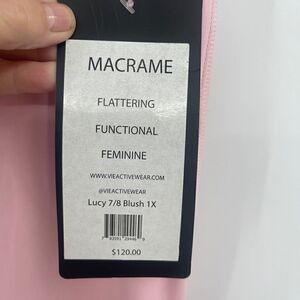 MACRAME
FLATTERING
FUNCTIONAL
FEMININE
WWW.VIEACTIVEWEAR.COM
@VIEACTIVEWEAR
Lucy 7/8 Blush 1X
$120.00